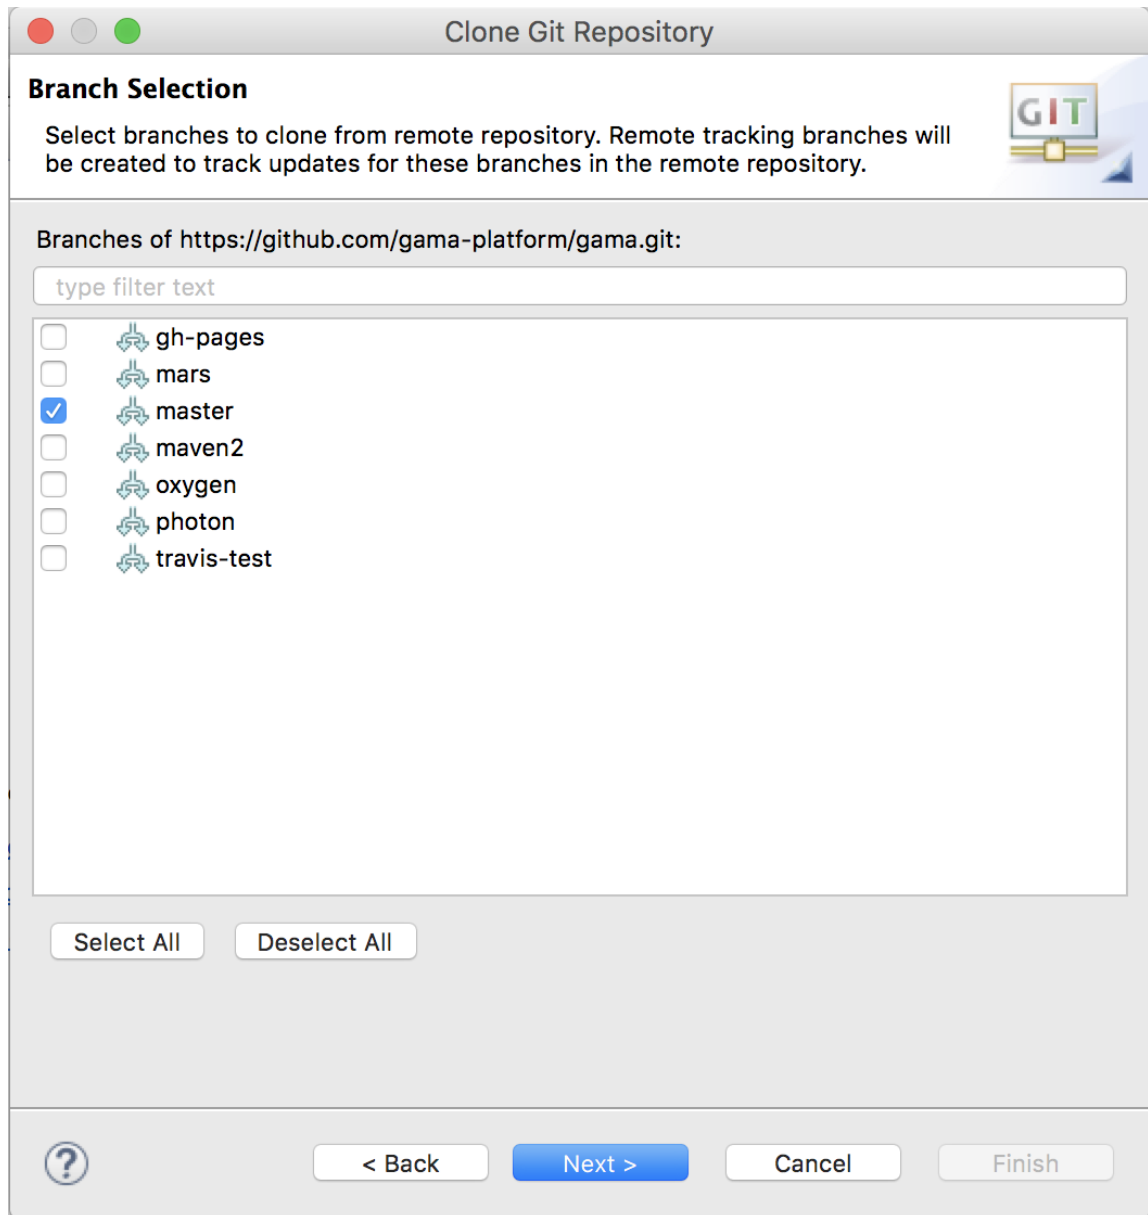 Clone Git Repository
Branch Selection
Select branches to clone from remote repository. Remote tracking branches will
be created to track updates for these branches in the remote repository.
GIT
Branches of https://github.com/gama-platform/gama.git:
type filter text
gh-pages
mars
master
maven2
oxygen
photon
travis-test
Select All
Deselect All
?
< Back
Next >
Cancel
Finish